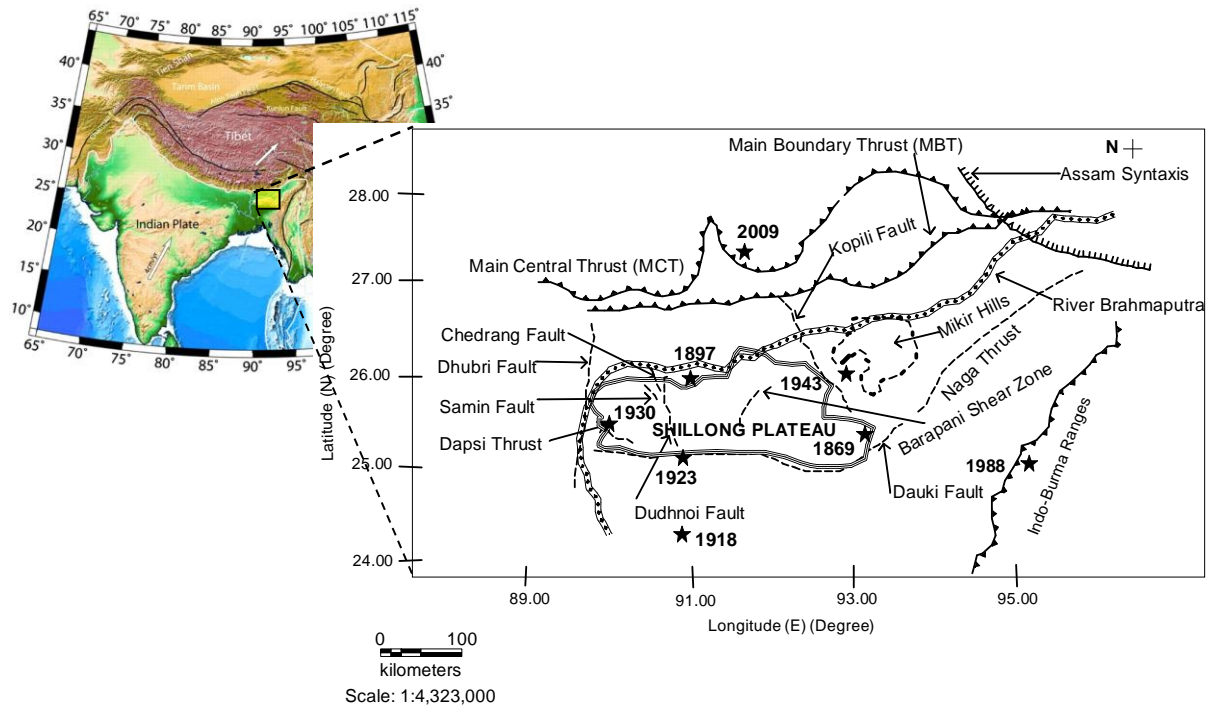 65° 70° 75° 80° 85° 90° 95° 100° 105° 110° 115°
40°
35°
30°
25°
20°
15°
10°
40°
35°
Tien Shan
Tarim Basin
Kunlun Fault
Tibet
Indian Plate
65°
70°
75°
80°
85°
90°
95°
Main Boundary Thrust (MBT)
N
Assam Syntaxis
28.00
2009
Kopili Fault
Main Central Thrust (MCT)
27.00
River Brahmaputra
Mikir Hills
Chedrang Fault
1897
Dhubri Fault
26.00
1943
Naga Thrust
Samin Fault
1930
Barapani Shear Zone
SHILLONG PLATEAU
Dapsi Thrust
1869
25.00
1923
1988
Dauki Fault
Indo-Burma Ranges
Dudhnoi Fault
1918
24.00
Latitude (N) (Degree)
89.00 91.00 93.00 95.00
Longitude (E) (Degree)
0 100
kilometers
Scale: 1:4,323,000